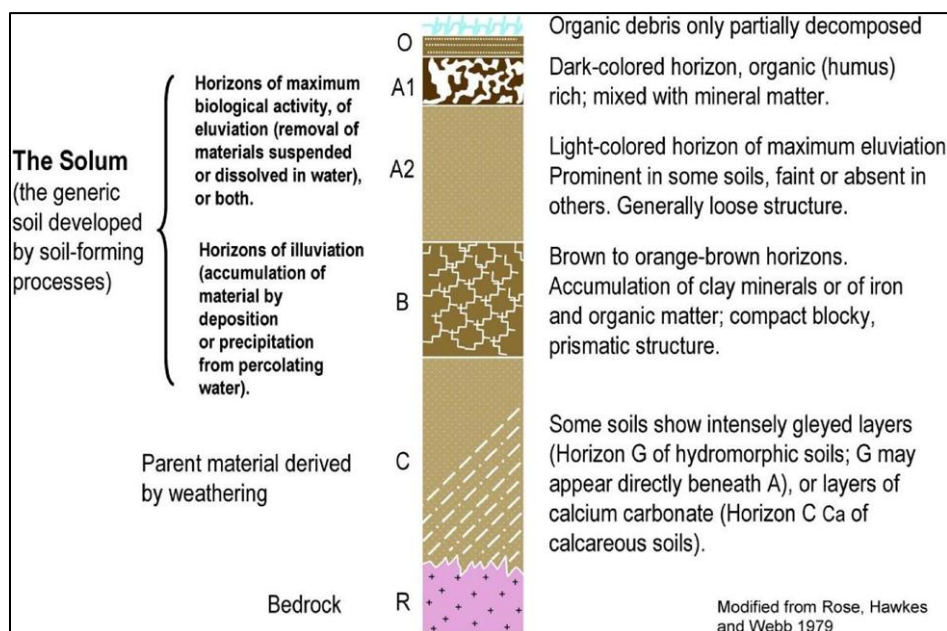 Organic debris only partially decomposed
O
Dark-colored horizon, organic (humus)
rich; mixed with mineral matter.
A1
Horizons of maximum
biological activity, of
eluviation (removal of
materials suspended
or dissolved in water),
or both.
The Solum
(the generic
soil developed
by soil-forming
processes)
A2
Light-colored horizon of maximum eluviation
Prominent in some soils, faint or absent in
others. Generally loose structure.
Horizons of illuviation
(accumulation of
material by
deposition
or precipitation
from percolating
water).
B
Brown to orange-brown horizons.
Accumulation of clay minerals or of iron
and organic matter; compact blocky,
prismatic structure.
Parent material derived
by weathering
C
Some soils show intensely gleyed layers
(Horizon G of hydromorphic soils; G may
appear directly beneath A), or layers of
calcium carbonate (Horizon C Ca of
calcareous soils).
Bedrock
R
Modified from Rose, Hawkes
and Webb 1979